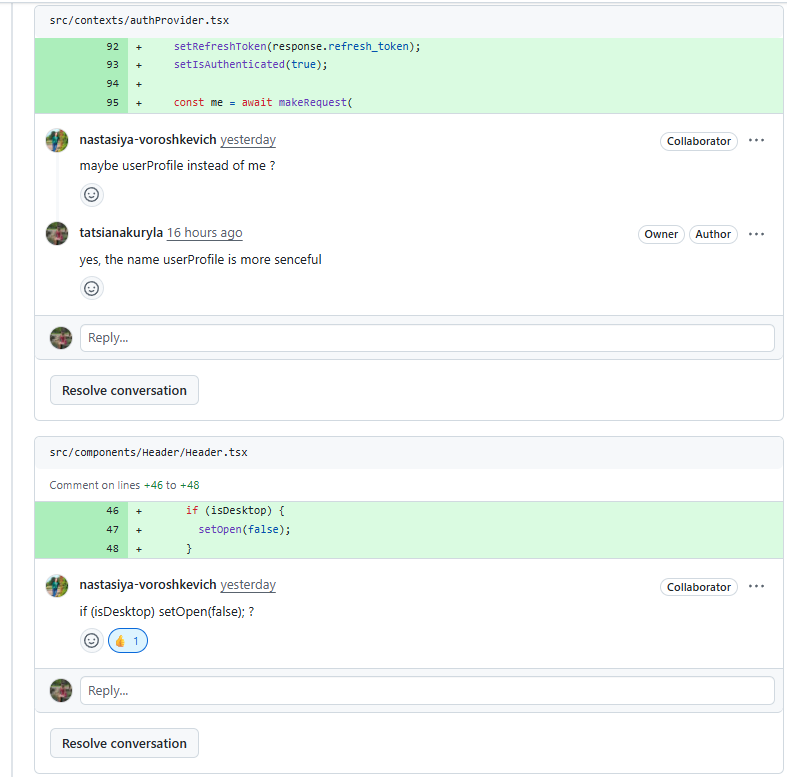 src/contexts/authProvider.tsx
92 + setRefreshToken(response.refresh_token);
93 + setIsAuthenticated(true);
94 +
95 + const me = await makeRequest(
nastasiya-voroshkevich yesterday Collaborator ...
maybe userProfile instead of me ?
tatsianakuryla 16 hours ago Owner Author ...
yes, the name userProfile is more senceful
Reply...
Resolve conversation
src/components/Header/Header.tsx
Comment on lines +46 to +48
46 + if (isDesktop) {
47 + setOpen(false);
48 + }
nastasiya-voroshkevich yesterday Collaborator ...
if (isDesktop) setOpen(false); ?
👍 1
Reply...
Resolve conversation